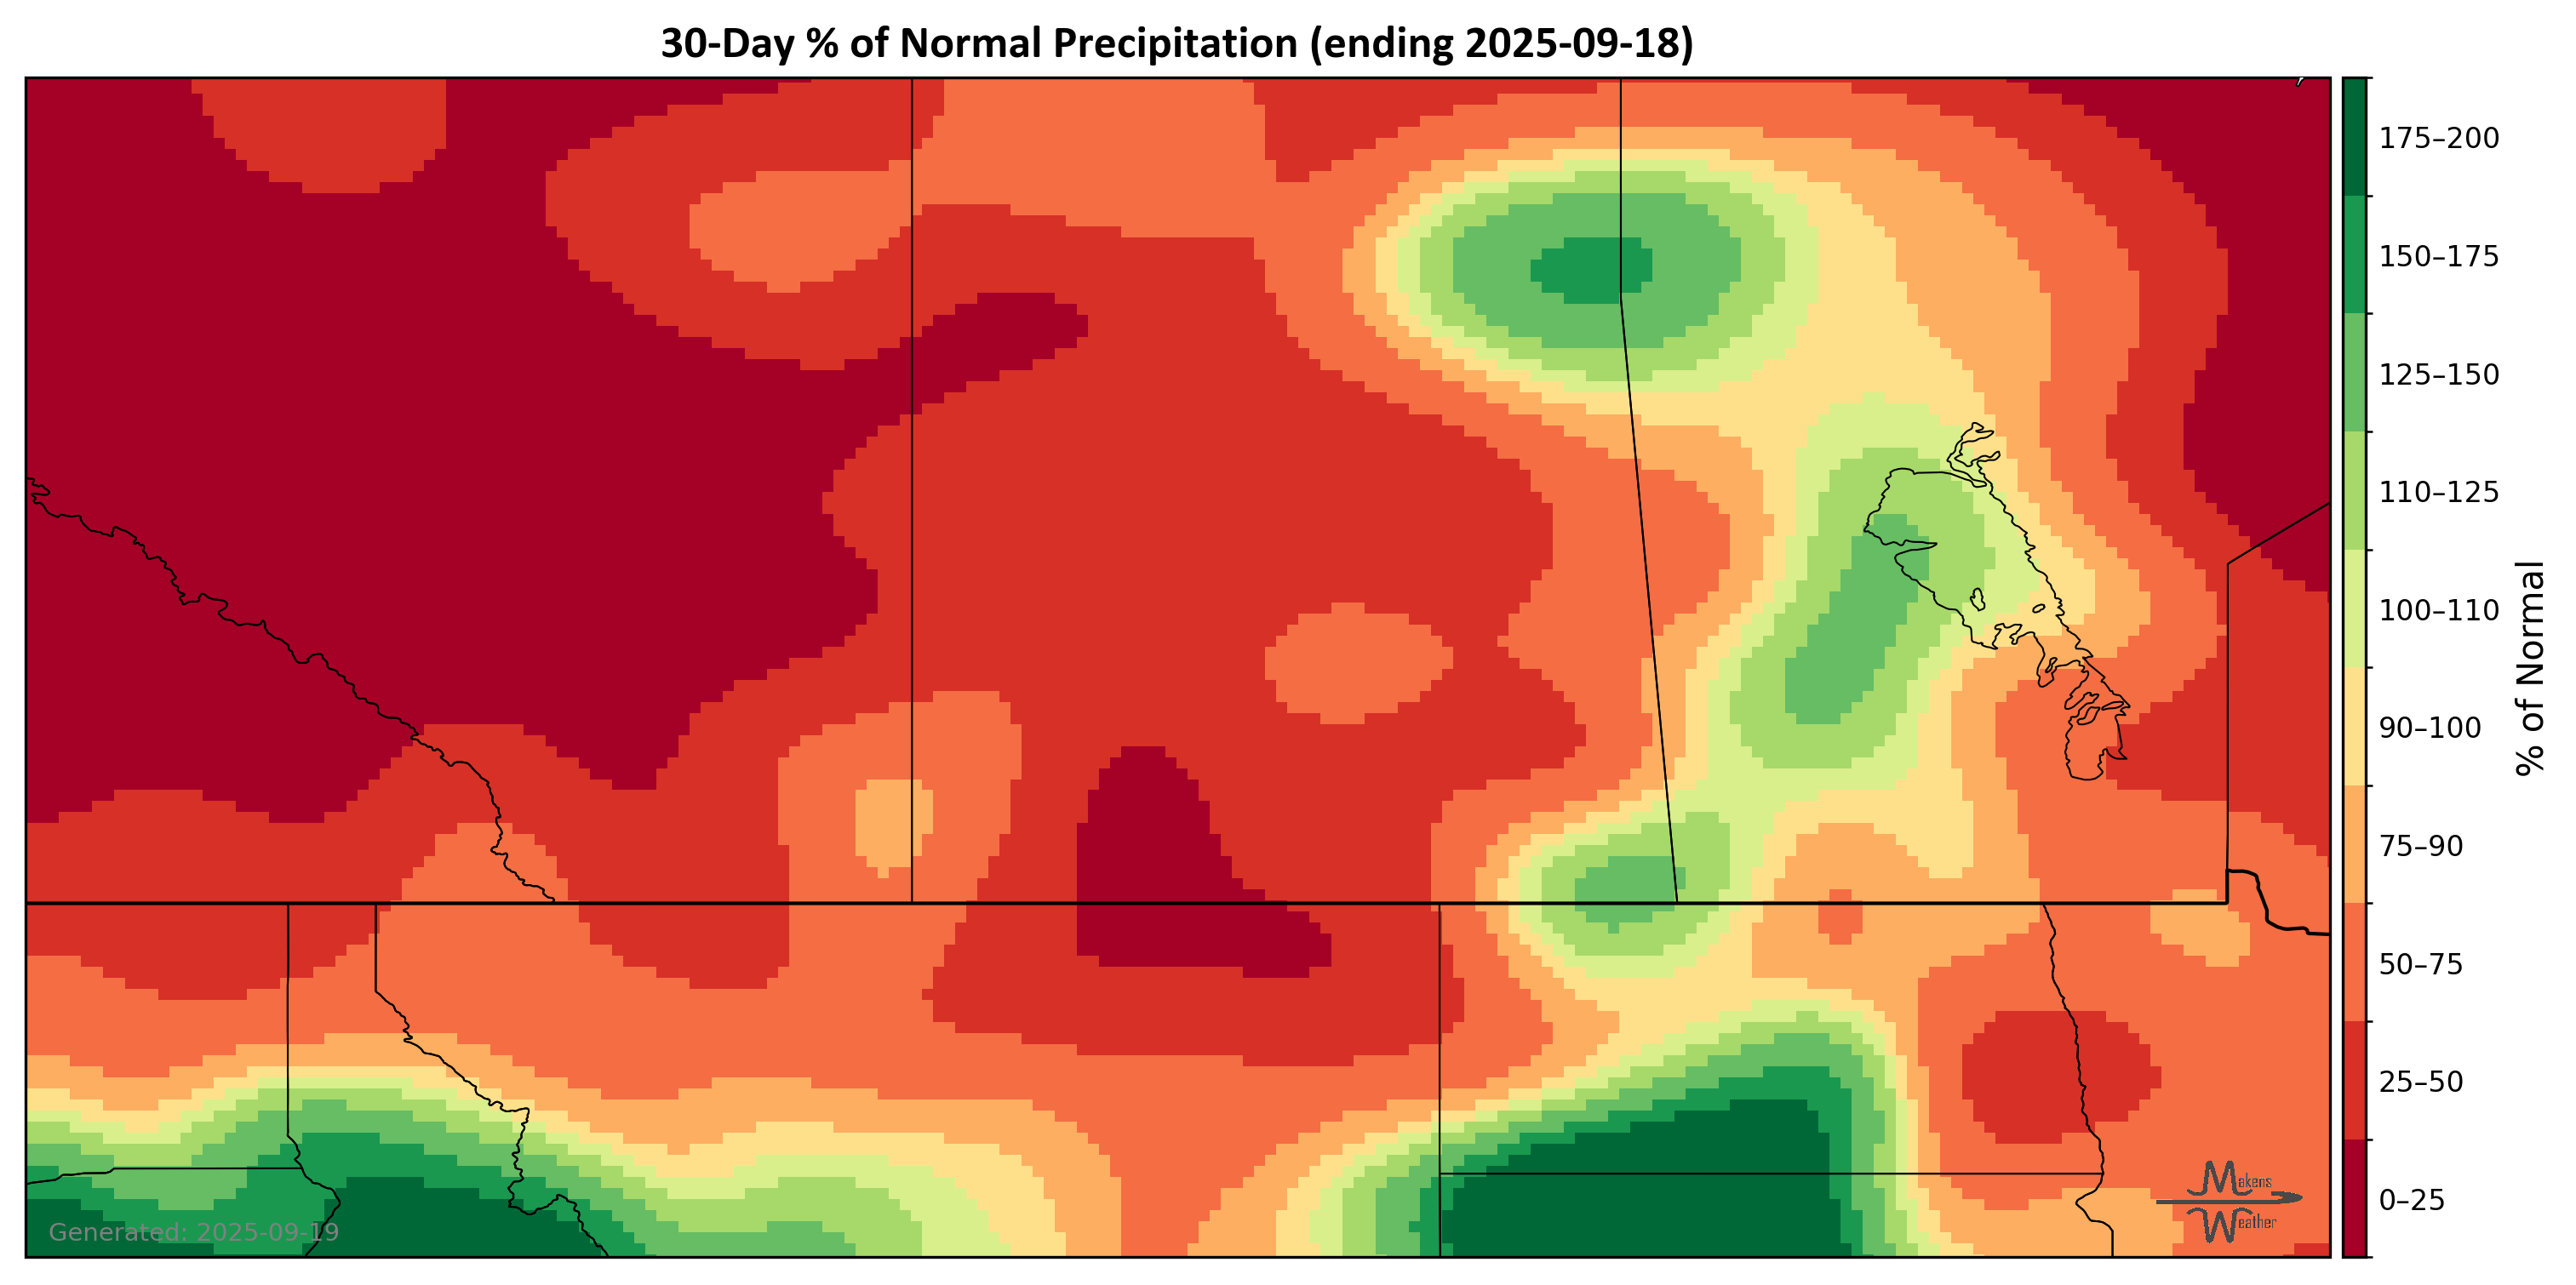 30-Day % of Normal Precipitation (ending 2025-09-18)
175–200
150–175
125–150
110–125
100–110
90–100
75–90
50–75
25–50
0–25
% of Normal
Makens
Weather
Generated: 2025-09-19